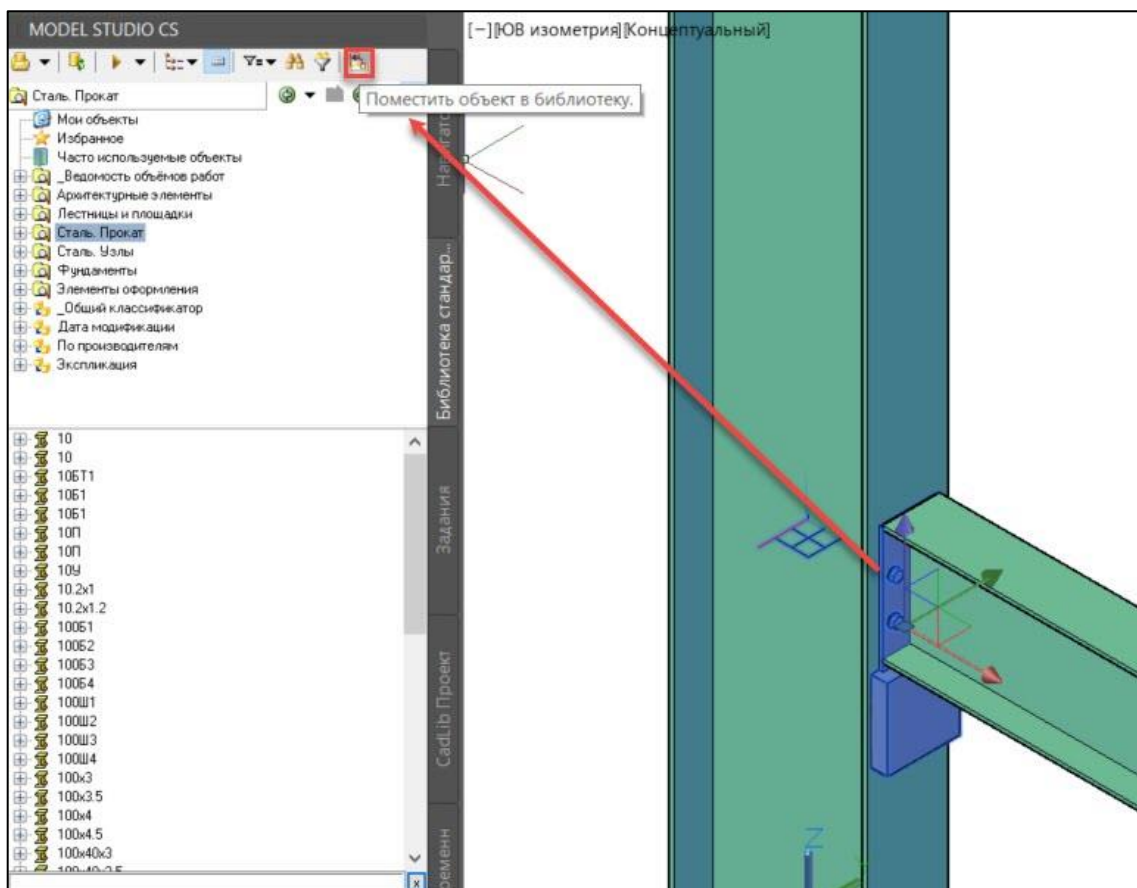 MODEL STUDIO CS
[−][ЮВ изометрия][Концептуальный]
Сталь. Прокат
Поместить объект в библиотеку.
Мои объекты
Избранное
Часто используемые объекты
_Ведомость объёмов работ
Архитектурные элементы
Лестницы и площадки
Сталь. Прокат
Сталь. Узлы
Фундаменты
Элементы оформления
_Общий классификатор
Дата модификации
По производителям
Экспликация
10
10
10БТ1
10Б1
10Б1
10П
10П
10У
10.2x1
10.2x1.2
100Б1
100Б2
100Б3
100Б4
100Ш1
100Ш2
100Ш3
100Ш4
100x3
100x3.5
100x4
100x4.5
100x40x3
Библиотека стандар...
Задания
CadLib Проект
Z
x